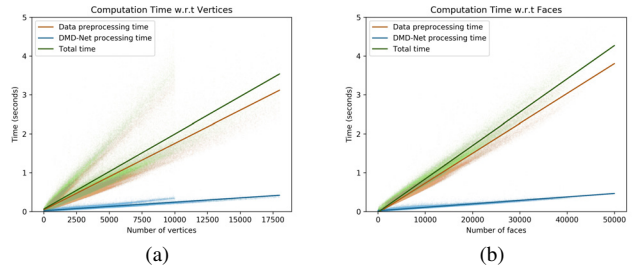 Computation Time w.r.t Vertices
Data preprocessing time
DMD-Net processing time
Total time
Time (seconds)
5
4
3
2
1
0
0 2500 5000 7500 10000 12500 15000 17500
Number of vertices
(a)
Computation Time w.r.t Faces
Data preprocessing time
DMD-Net processing time
Total time
Time (seconds)
5
4
3
2
1
0
0 10000 20000 30000 40000 50000
Number of faces
(b)